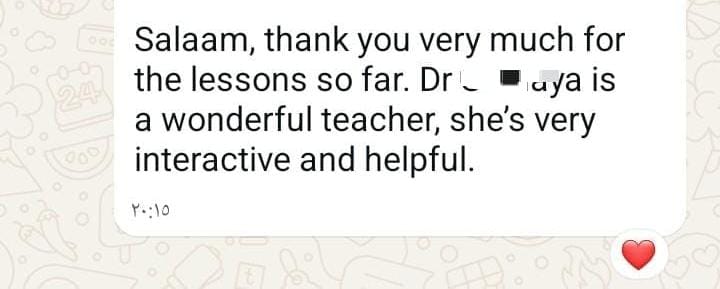 Salaam, thank you very much for
the lessons so far. Dr is
a wonderful teacher, she's very
interactive and helpful.
٢٠:١٥